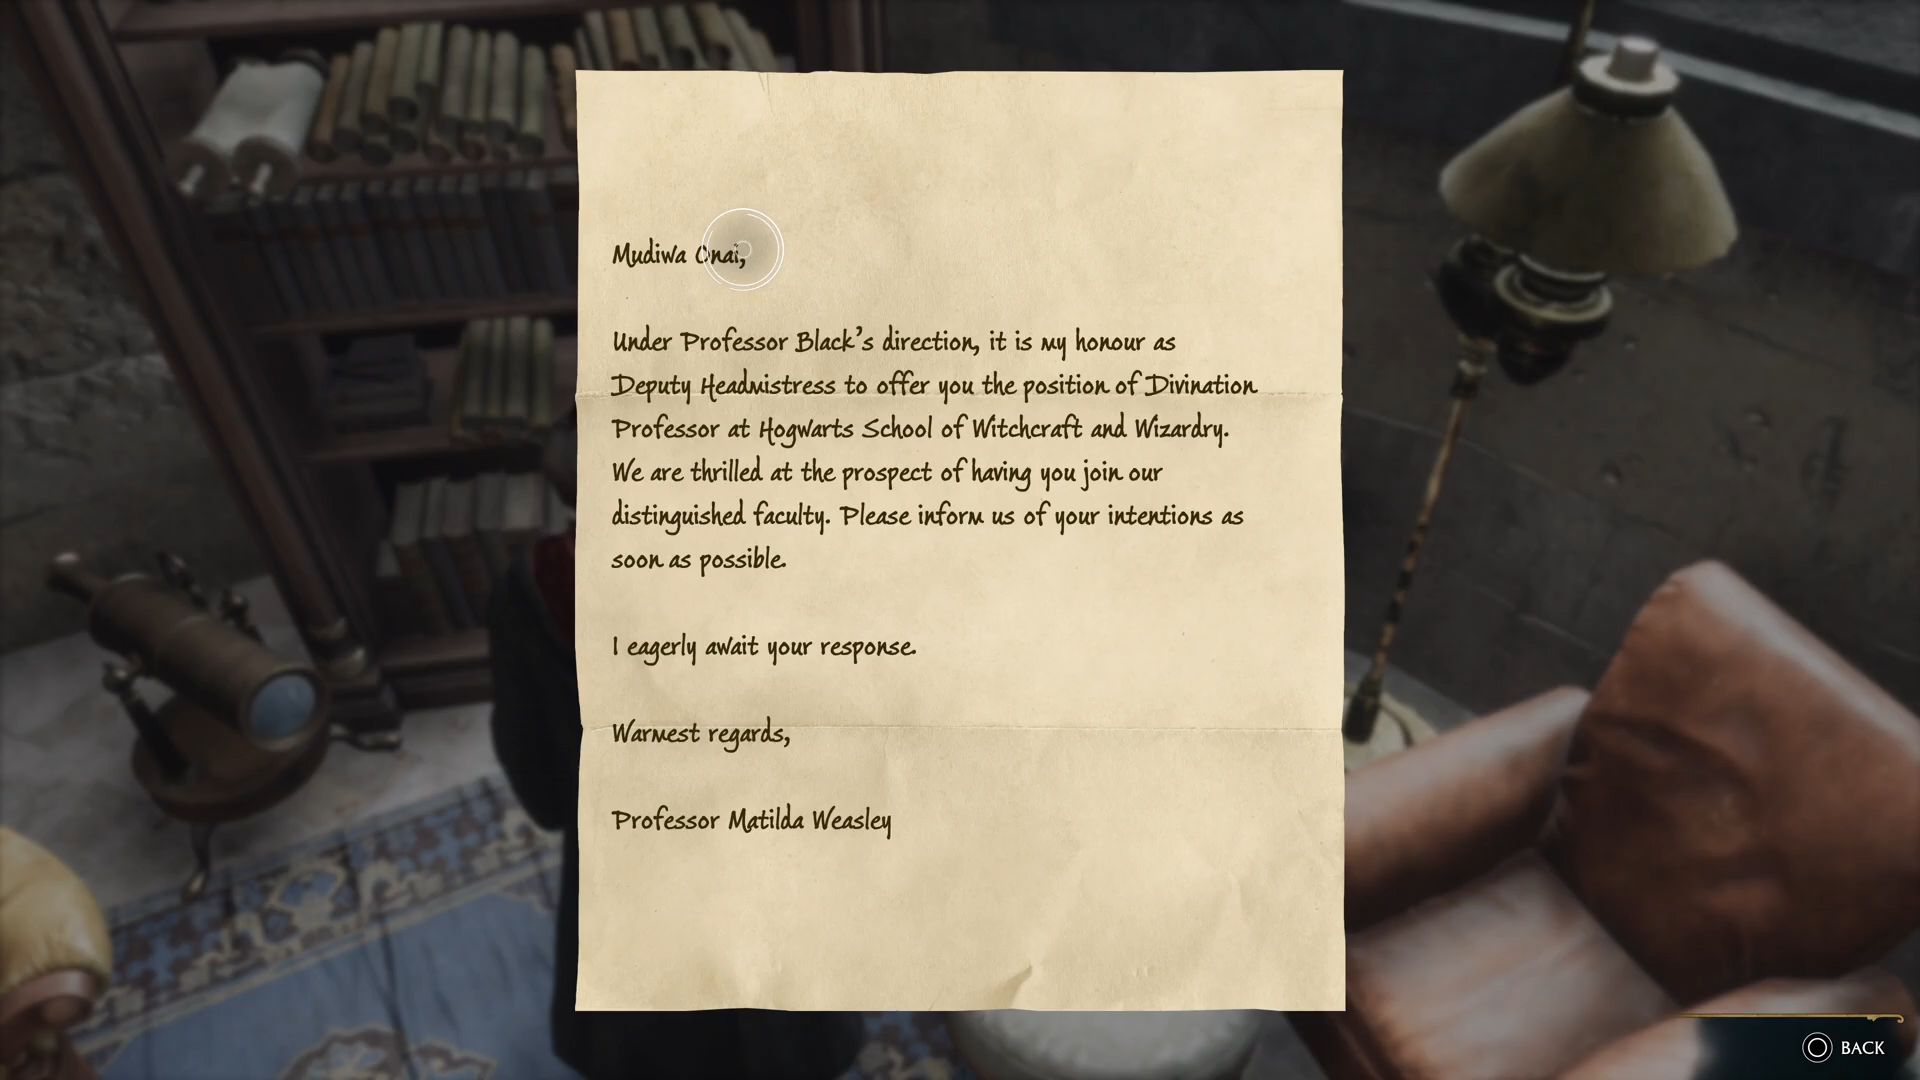 Mudiwa Onai,
Under Professor Black's direction, it is my honour as
Deputy Headmistress to offer you the position of Divination
Professor at Hogwarts School of Witchcraft and Wizardry.
We are thrilled at the prospect of having you join our
distinguished faculty. Please inform us of your intentions as
soon as possible.
I eagerly await your response.
Warmest regards,
Professor Matilda Weasley
BACK